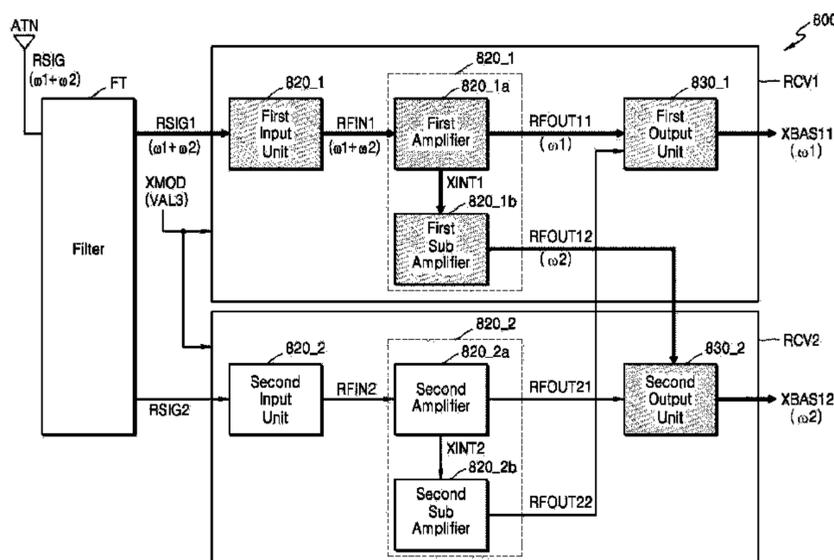 800
ATN
RSIG
(ω1+ω2)
FT
Filter
RSIG1
(ω1+ω2)
XMOD
(VAL3)
RSIG2
RCV1
820_1
First
Input
Unit
RFIN1
(ω1+ω2)
820_1
820_1a
First
Amplifier
XINT1
820_1b
First
Sub
Amplifier
RFOUT11
(ω1)
RFOUT12
(ω2)
830_1
First
Output
Unit
XBAS11
(ω1)
RCV2
820_2
Second
Input
Unit
RFIN2
820_2
820_2a
Second
Amplifier
XINT2
820_2b
Second
Sub
Amplifier
RFOUT21
RFOUT22
830_2
Second
Output
Unit
XBAS12
(ω2)